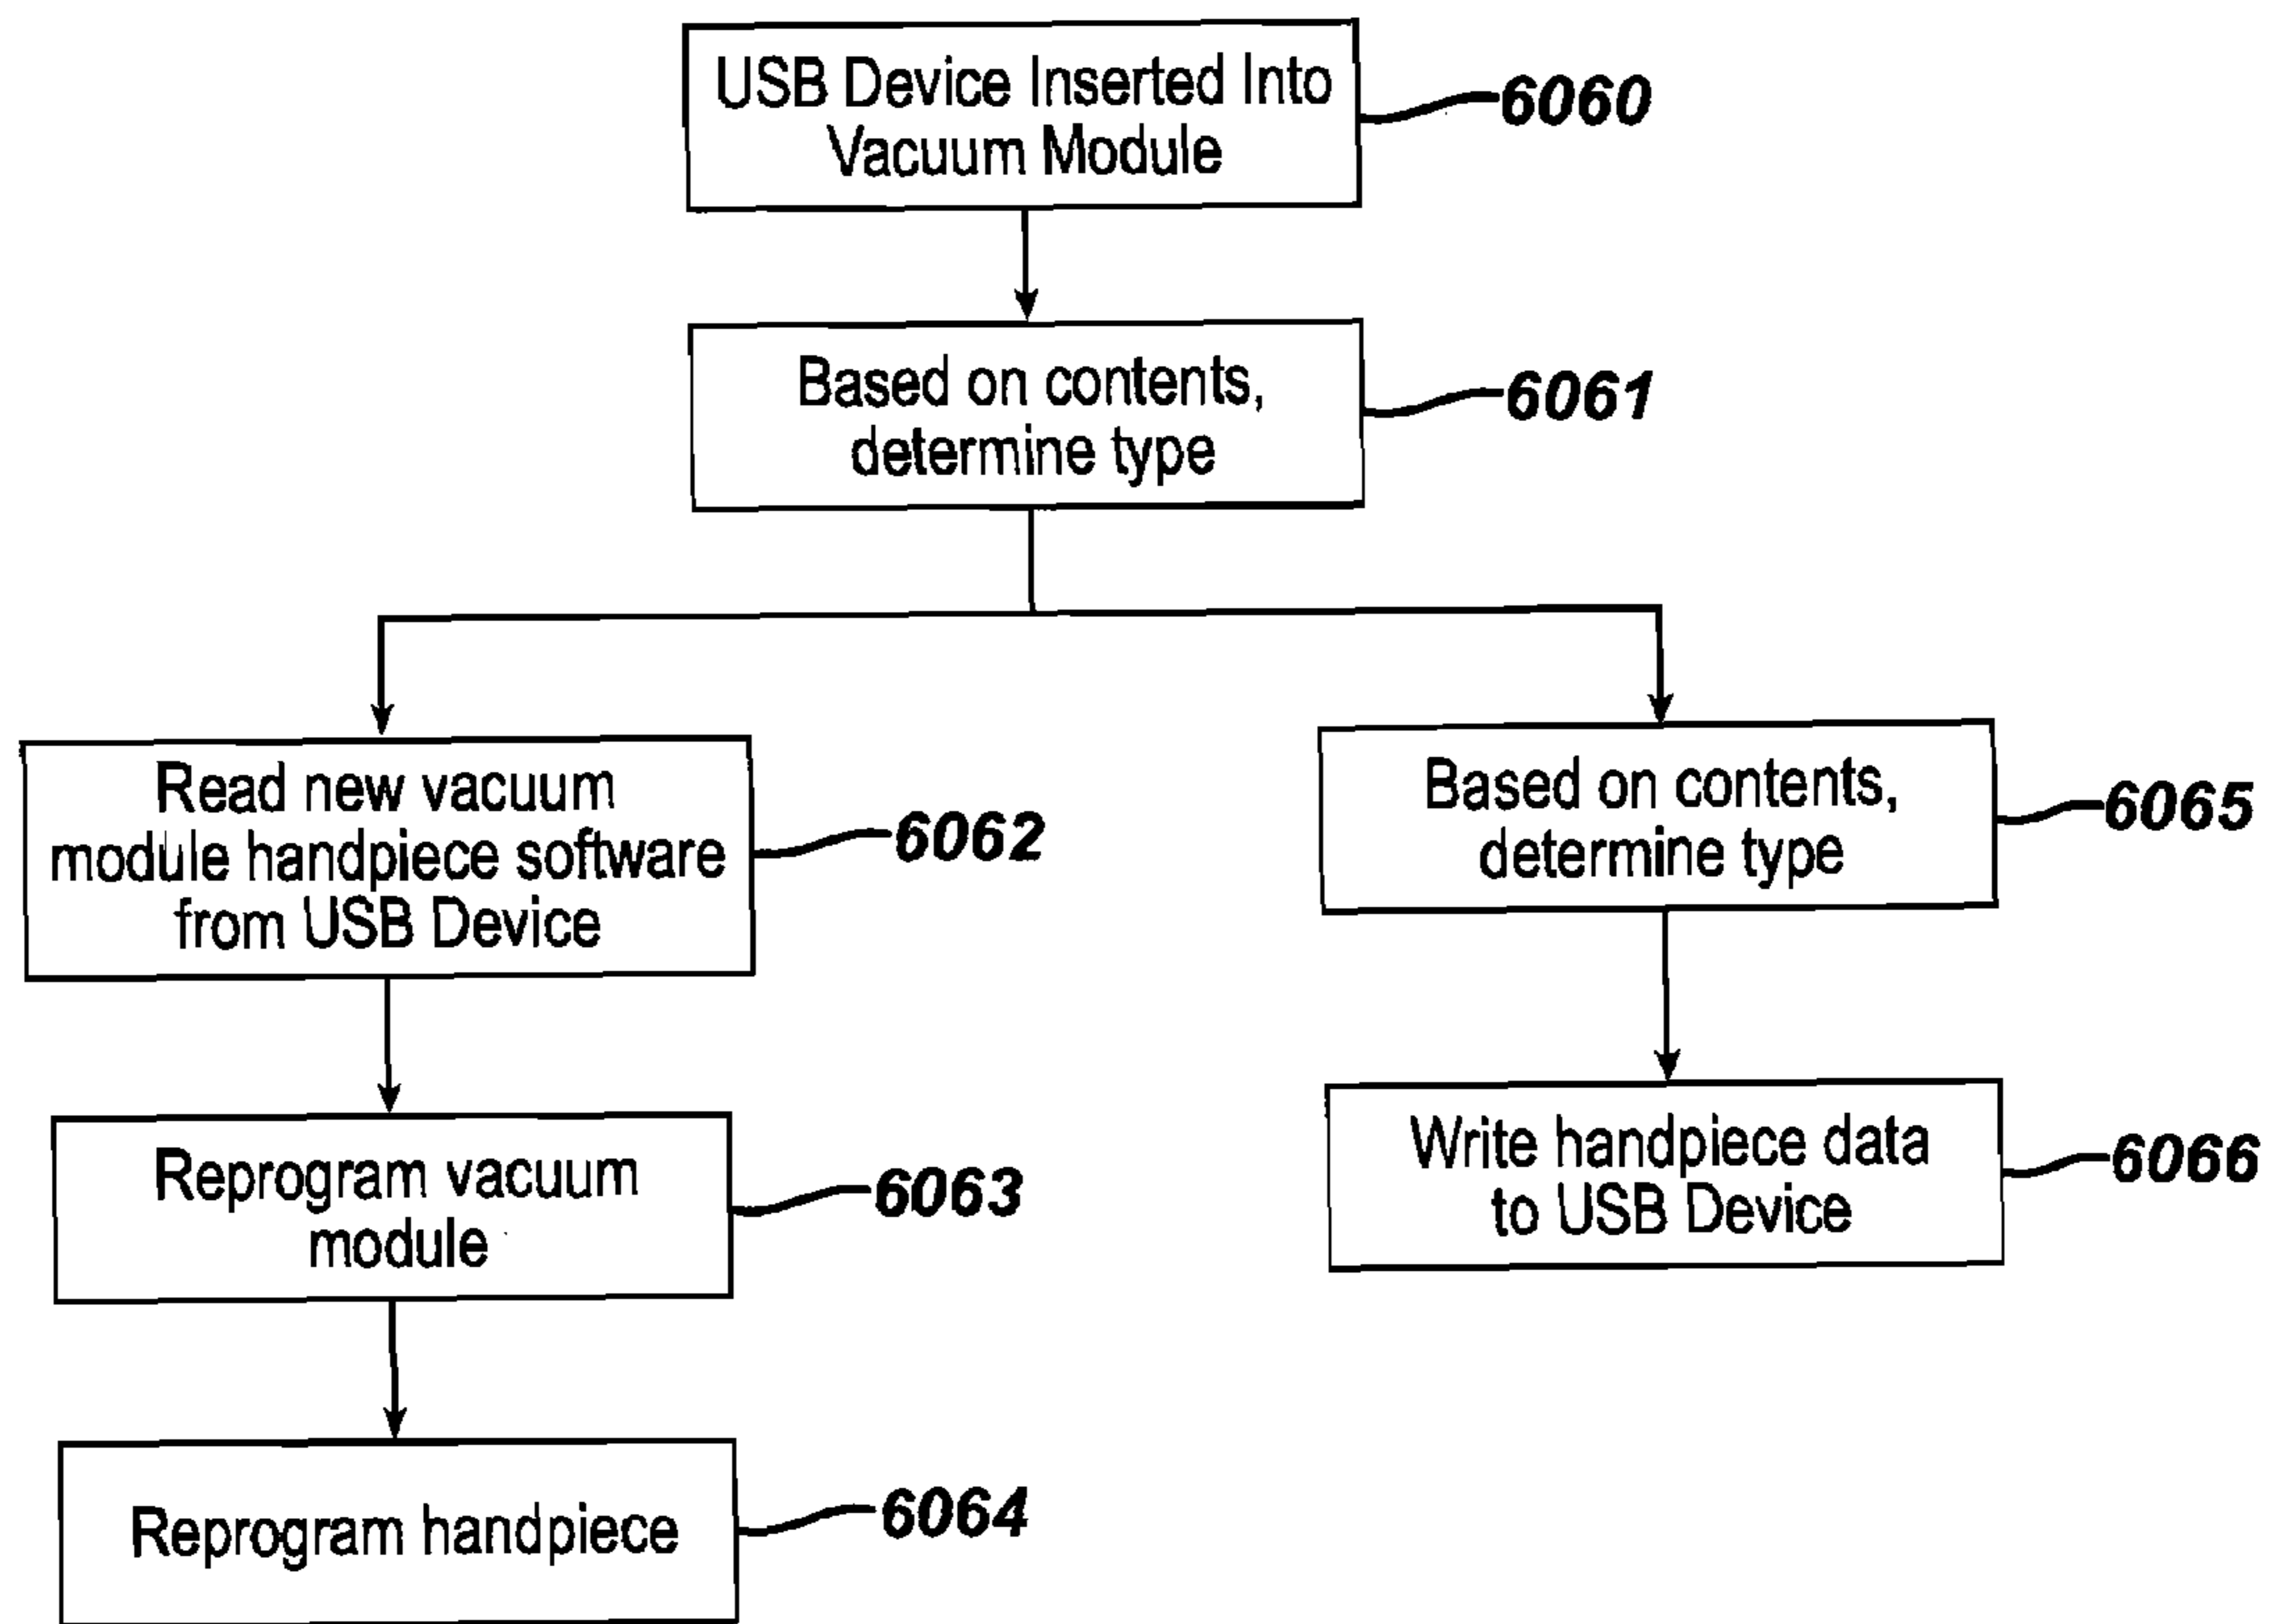 USB Device Inserted Into
Vacuum Module
6060
Based on contents,
determine type
6061
Read new vacuum
module handpiece software
from USB Device
6062
Reprogram vacuum
module
6063
Reprogram handpiece
6064
Based on contents,
determine type
6065
Write handpiece data
to USB Device
6066